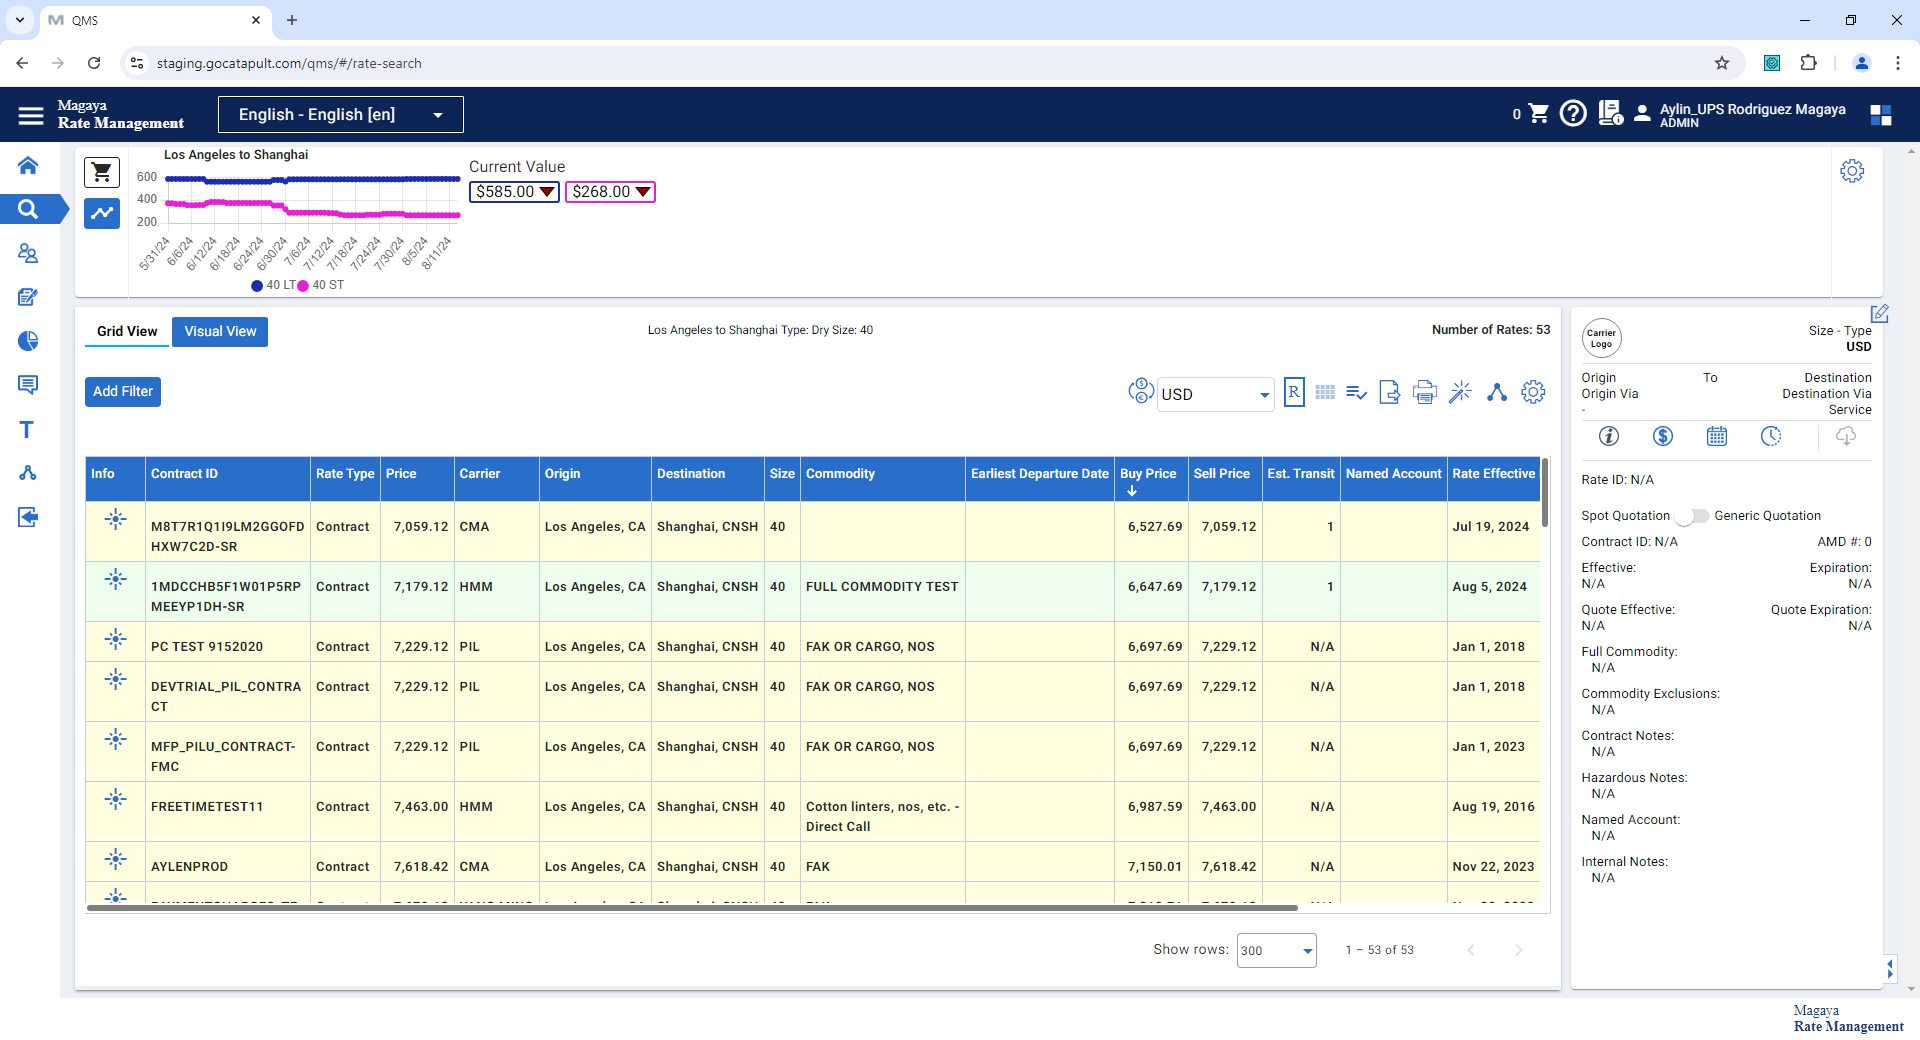 QMS
staging.gocatapult.com/qms/#/rate-search
Magaya
Rate Management
English - English [en]
0
Aylin_UPS Rodriguez Magaya
ADMIN
Los Angeles to Shanghai
600
400
200
5/31/24 6/6/24 6/12/24 6/18/24 6/24/24 6/30/24 7/6/24 7/12/24 7/18/24 7/24/24 7/30/24 8/5/24 8/11/24
40 LT 40 ST
Current Value
$585.00 $268.00
Grid View Visual View
Los Angeles to Shanghai Type: Dry Size: 40
Number of Rates: 53
Add Filter
USD
R
Info Contract ID Rate Type Price Carrier Origin Destination Size Commodity Earliest Departure Date Buy Price Sell Price Est. Transit Named Account Rate Effective
M8T7R1Q1I9LM2GGOFD Contract 7,059.12 CMA Los Angeles, CA Shanghai, CNSH 40 6,527.69 7,059.12 1 Jul 19, 2024
HXW7C2D-SR
1MDCCHB5F1W01P5RP Contract 7,179.12 HMM Los Angeles, CA Shanghai, CNSH 40 FULL COMMODITY TEST 6,647.69 7,179.12 1 Aug 5, 2024
MEEYP1DH-SR
PC TEST 9152020 Contract 7,229.12 PIL Los Angeles, CA Shanghai, CNSH 40 FAK OR CARGO, NOS 6,697.69 7,229.12 N/A Jan 1, 2018
DEVTRIAL_PIL_CONTRA Contract 7,229.12 PIL Los Angeles, CA Shanghai, CNSH 40 FAK OR CARGO, NOS 6,697.69 7,229.12 N/A Jan 1, 2018
CT
MFP_PILU_CONTRACT- Contract 7,229.12 PIL Los Angeles, CA Shanghai, CNSH 40 FAK OR CARGO, NOS 6,697.69 7,229.12 N/A Jan 1, 2023
FMC
FREETIMETEST11 Contract 7,463.00 HMM Los Angeles, CA Shanghai, CNSH 40 Cotton linters, nos, etc. - 6,987.59 7,463.00 N/A Aug 19, 2016
Direct Call
AYLENPROD Contract 7,618.42 CMA Los Angeles, CA Shanghai, CNSH 40 FAK 7,150.01 7,618.42 N/A Nov 22, 2023
Show rows: 300 1 – 53 of 53
Carrier
Logo
Size - Type
USD
Origin To Destination
Origin Via Destination Via
- Service
Rate ID: N/A
Spot Quotation Generic Quotation
Contract ID: N/A AMD #: 0
Effective: Expiration:
N/A N/A
Quote Effective: Quote Expiration:
N/A N/A
Full Commodity:
N/A
Commodity Exclusions:
N/A
Contract Notes:
N/A
Hazardous Notes:
N/A
Named Account:
N/A
Internal Notes:
N/A
Magaya
Rate Management